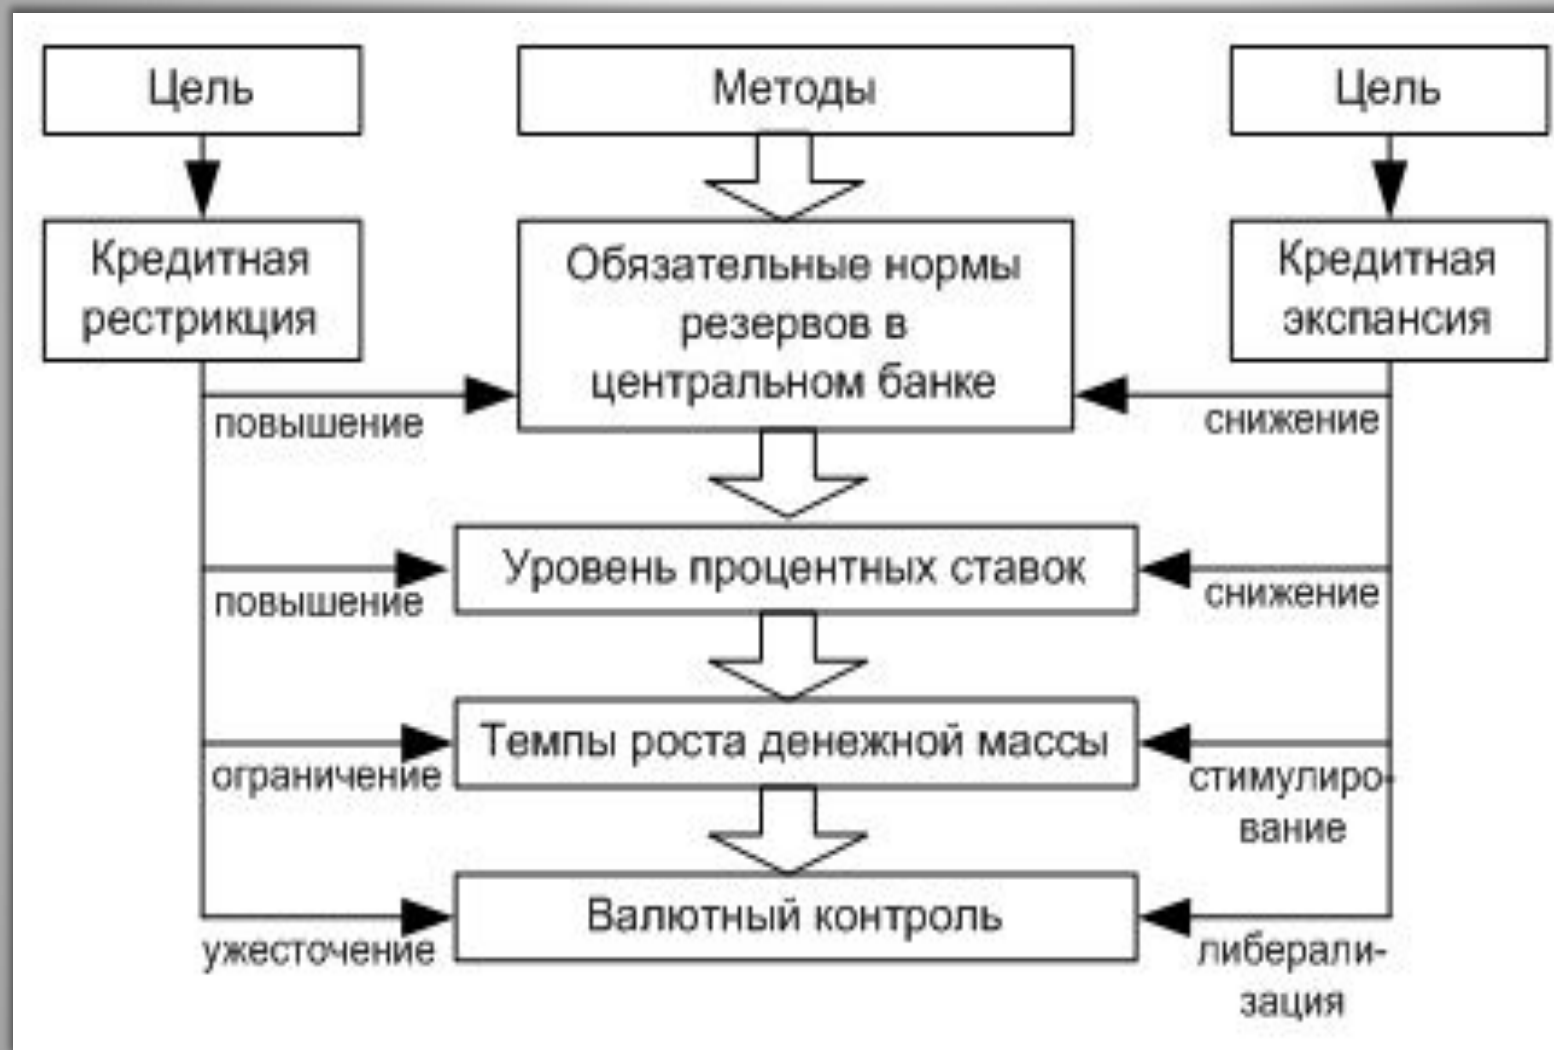 Цель
Методы
Цель
Кредитная
рестрикция
Обязательные нормы
резервов в
центральном банке
Кредитная
экспансия
повышение
снижение
Уровень процентных ставок
повышение
снижение
Темпы роста денежной массы
ограничение
стимулиро-
вание
Валютный контроль
ужесточение
либерали-
зация